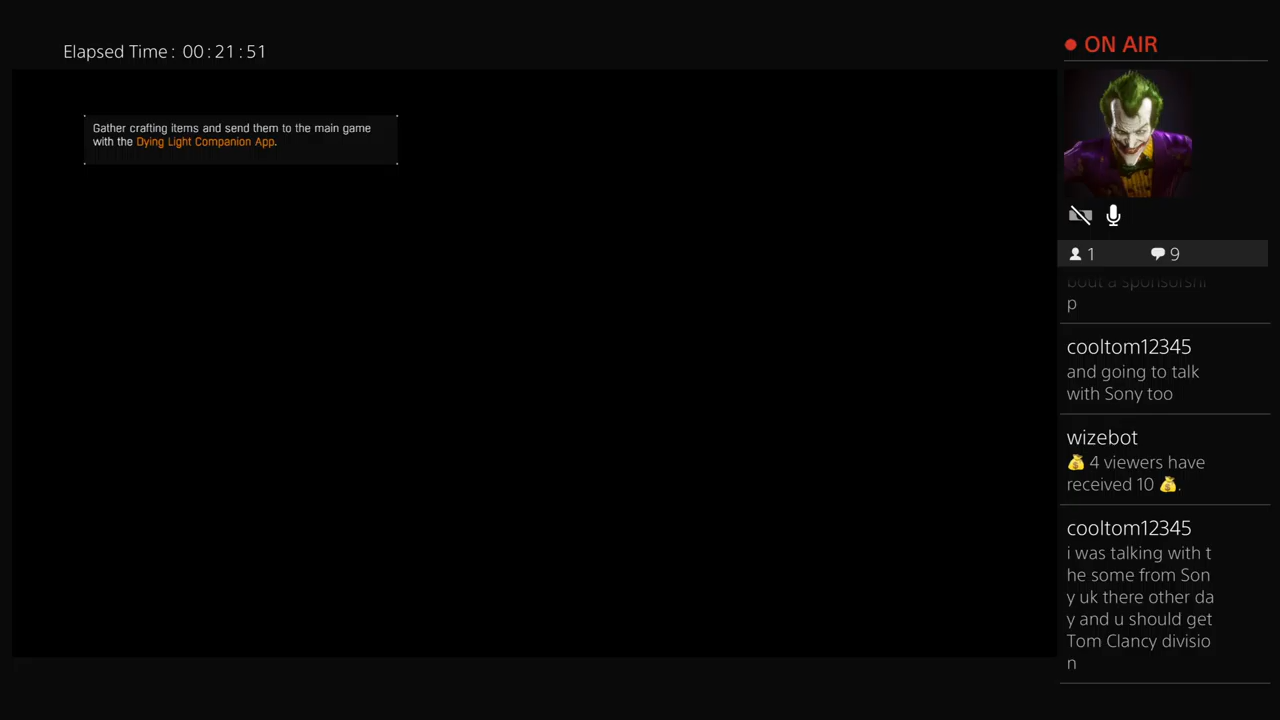 Elapsed Time: 00:21:51
ON AIR
Gather crafting items and send them to the main game
with the Dying Light Companion App.
1 9
bout a sponsorshi
p
cooltom12345
and going to talk
with Sony too
wizebot
💰 4 viewers have
received 10 💰.
cooltom12345
i was talking with t
he some from Son
y uk there other da
y and u should get
Tom Clancy divisio
n